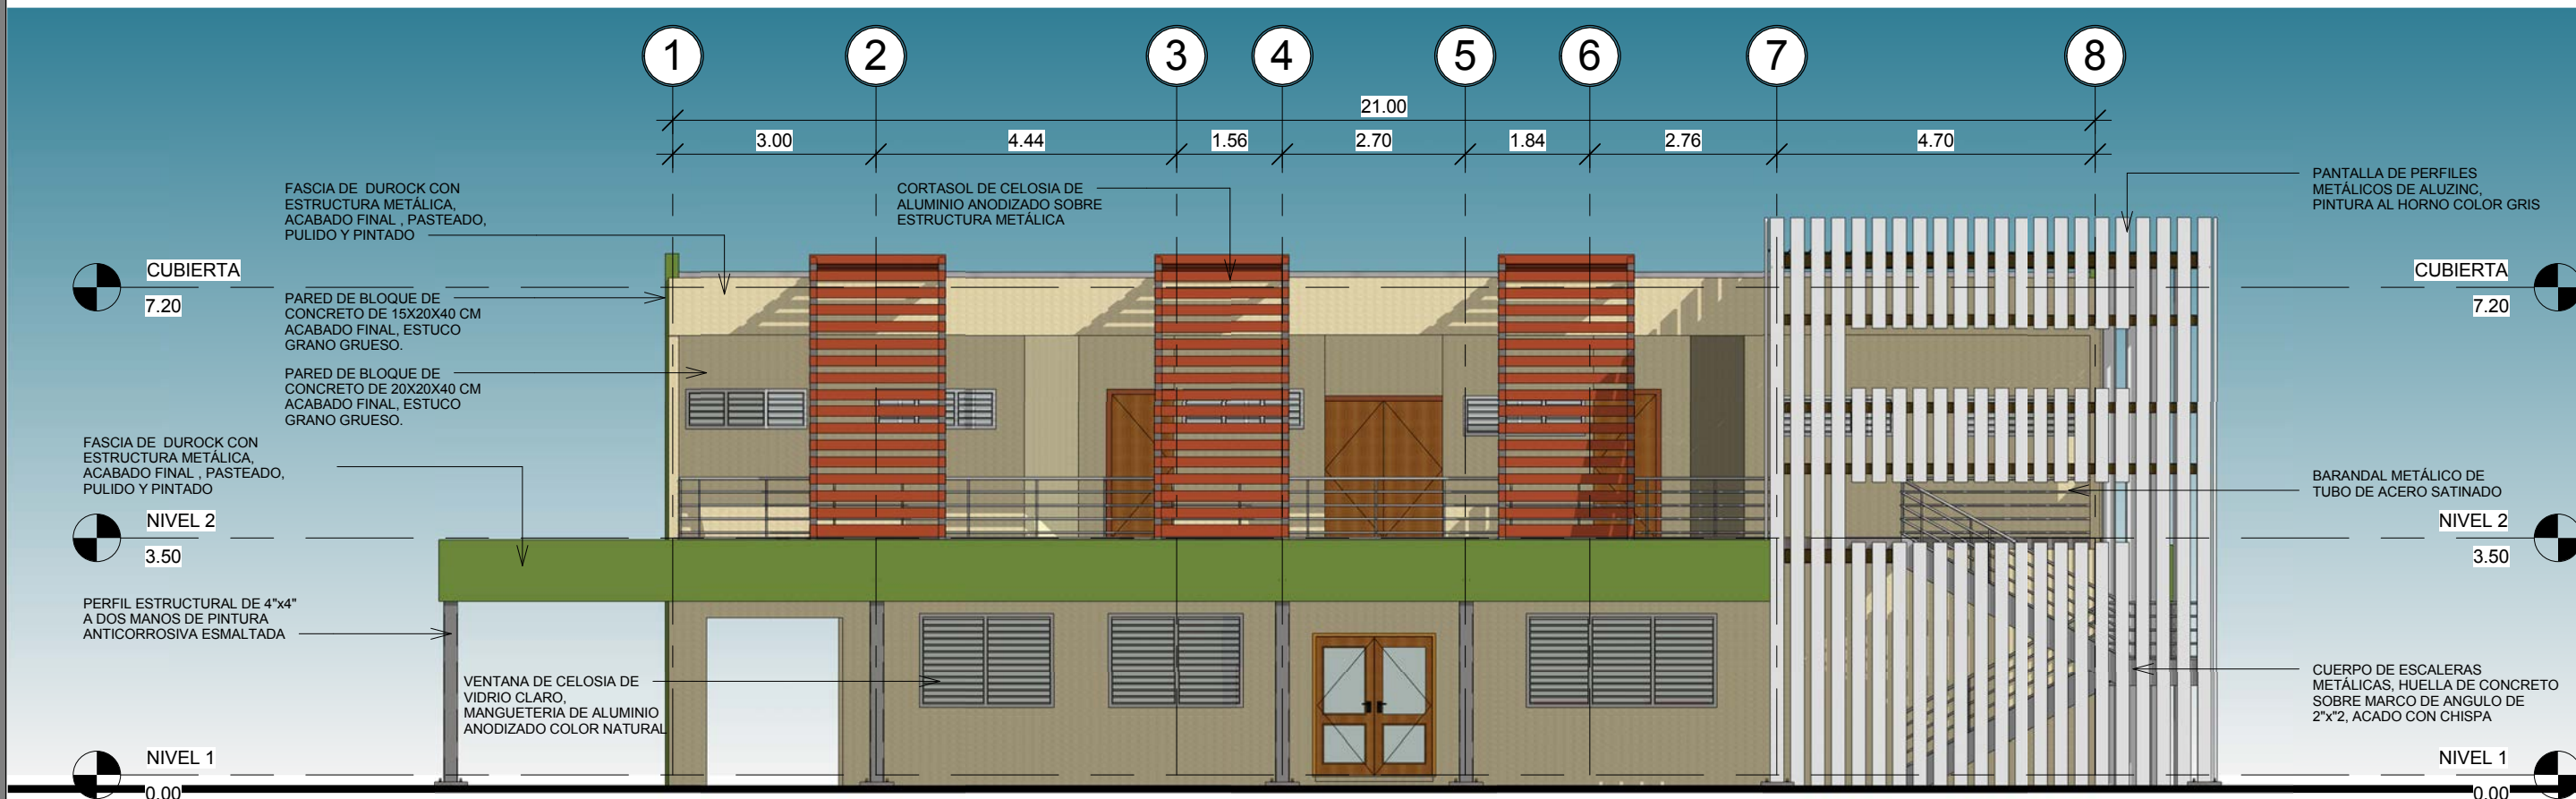 1 2 3 4 5 6 7 8
21.00
3.00 4.44 1.56 2.70 1.84 2.76 4.70
FASCIA DE DUROCK CON
ESTRUCTURA METÁLICA,
ACABADO FINAL , PASTEADO,
PULIDO Y PINTADO
CORTASOL DE CELOSIA DE
ALUMINIO ANODIZADO SOBRE
ESTRUCTURA METÁLICA
PANTALLA DE PERFILES
METÁLICOS DE ALUZINC,
PINTURA AL HORNO COLOR GRIS
CUBIERTA
7.20
CUBIERTA
7.20
PARED DE BLOQUE DE
CONCRETO DE 15X20X40 CM
ACABADO FINAL, ESTUCO
GRANO GRUESO.
PARED DE BLOQUE DE
CONCRETO DE 20X20X40 CM
ACABADO FINAL, ESTUCO
GRANO GRUESO.
FASCIA DE DUROCK CON
ESTRUCTURA METÁLICA,
ACABADO FINAL , PASTEADO,
PULIDO Y PINTADO
BARANDAL METÁLICO DE
TUBO DE ACERO SATINADO
NIVEL 2
3.50
NIVEL 2
3.50
PERFIL ESTRUCTURAL DE 4"x4"
A DOS MANOS DE PINTURA
ANTICORROSIVA ESMALTADA
VENTANA DE CELOSIA DE
VIDRIO CLARO,
MANGUETERIA DE ALUMINIO
ANODIZADO COLOR NATURAL
CUERPO DE ESCALERAS
METÁLICAS, HUELLA DE CONCRETO
SOBRE MARCO DE ANGULO DE
2"x"2, ACADO CON CHISPA
NIVEL 1
0.00
NIVEL 1
0.00